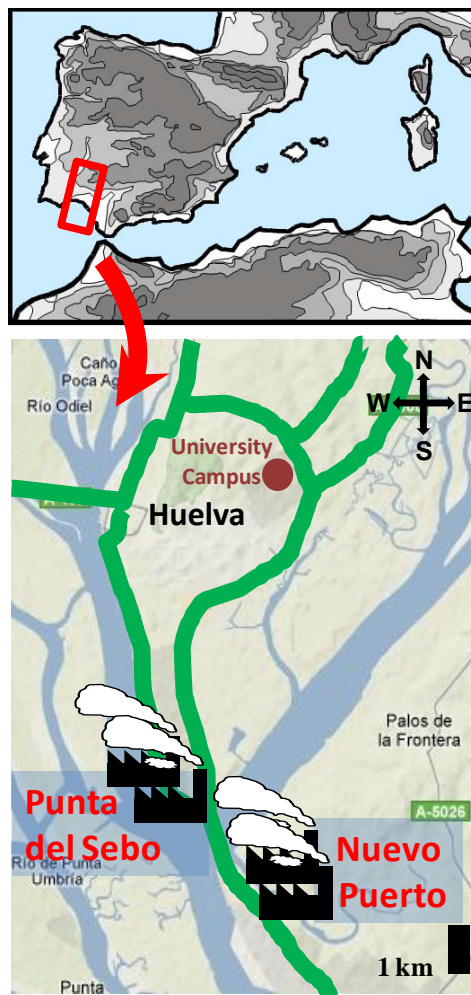 Caño
Poca Ag
Río Odiel
N
W
E
S
University
Campus
Huelva
Palos de
la Frontera
Punta
del Sebo
A-5026
Río de Punta
Umbría
Nuevo
Puerto
1 km
Punta